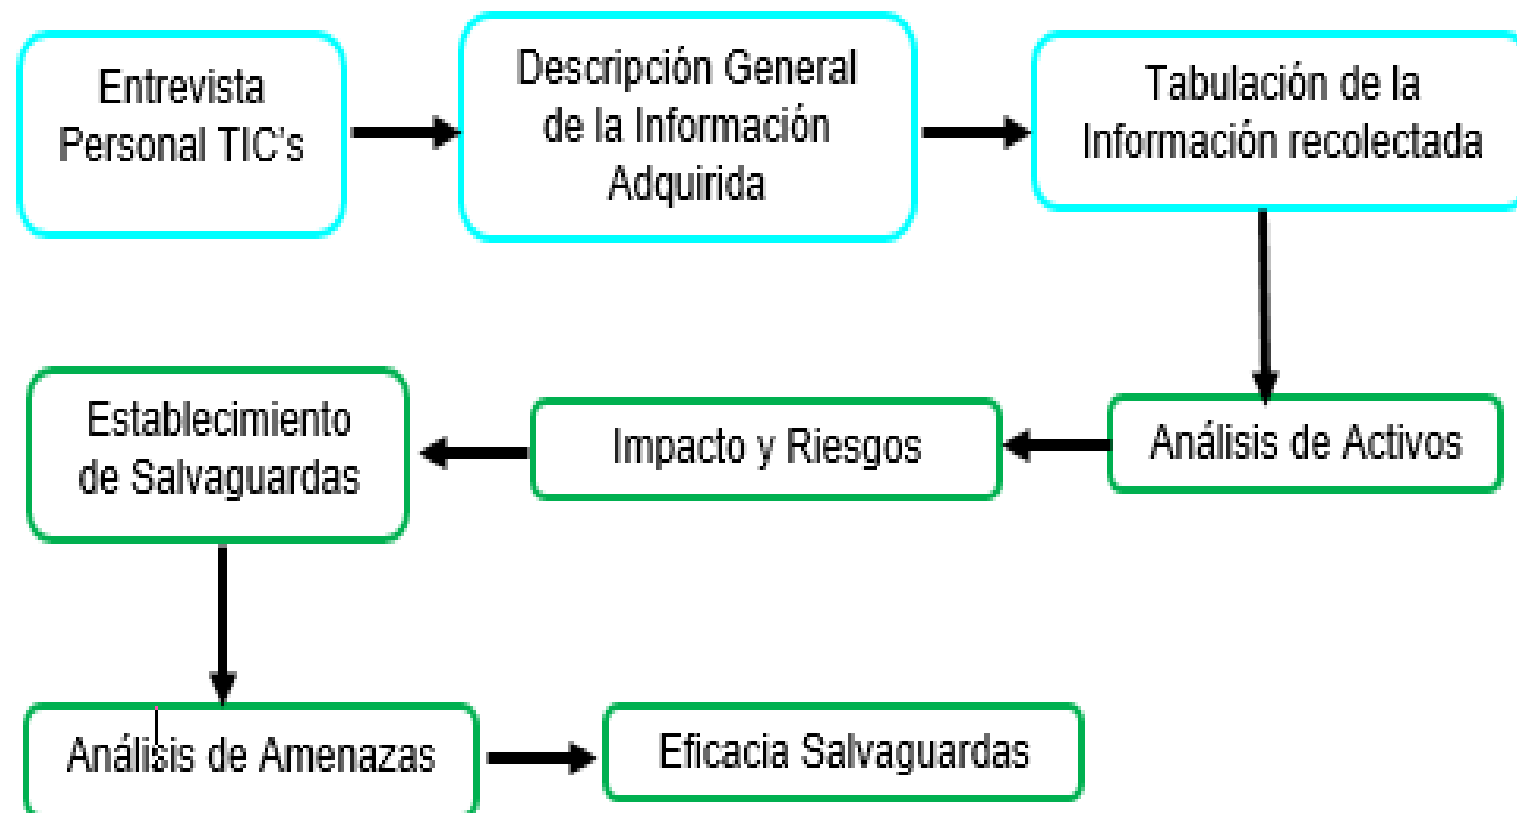 Entrevista
Personal TIC's
Descripción General
de la Información
Adquirida
Tabulación de la
Información recolectada
Análisis de Activos
Impacto y Riesgos
Establecimiento
de Salvaguardas
Análisis de Amenazas
Eficacia Salvaguardas